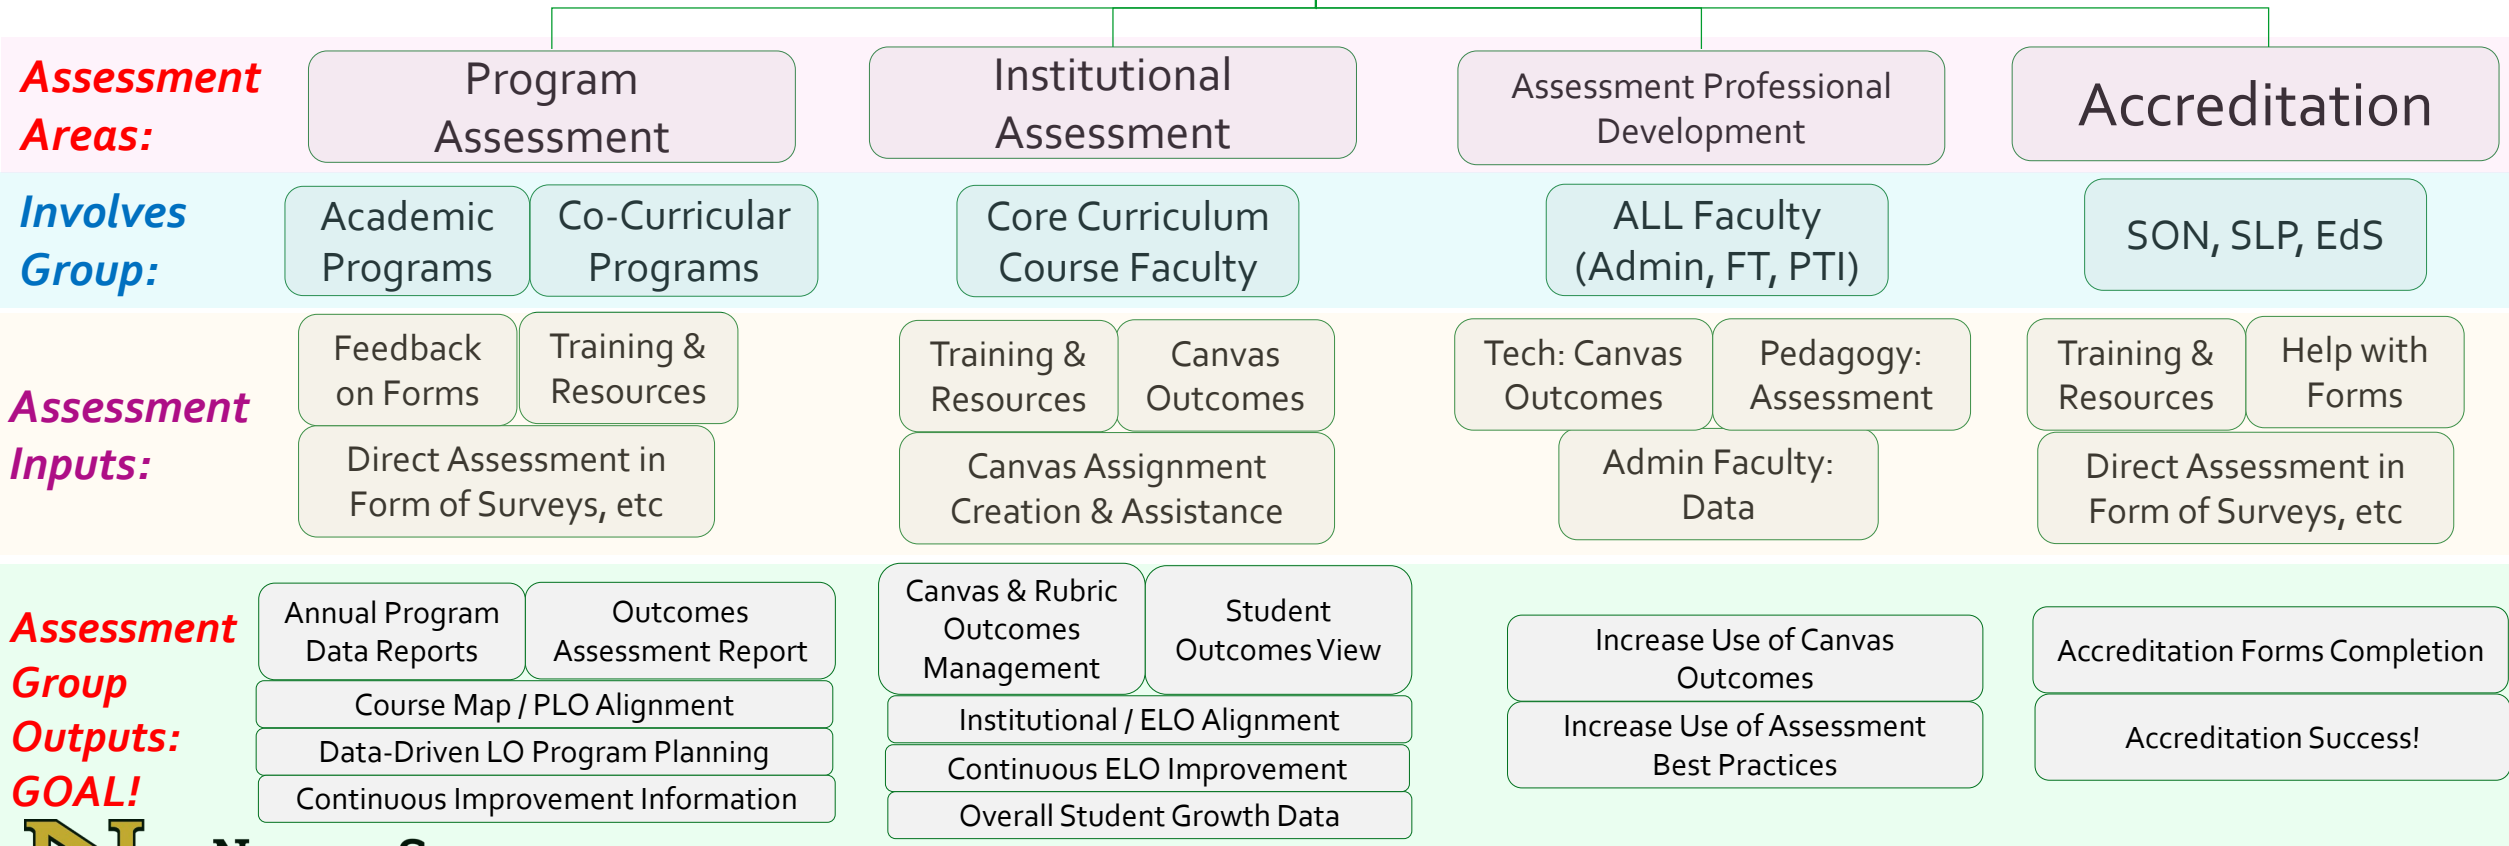 Assessment
Areas:
Program
Assessment
Institutional
Assessment
Assessment Professional
Development
Accreditation
Involves
Group:
Academic
Programs
Co-Curricular
Programs
Core Curriculum
Course Faculty
ALL Faculty
(Admin, FT, PTI)
SON, SLP, EdS
Assessment
Inputs:
Feedback
on Forms
Training &
Resources
Direct Assessment in
Form of Surveys, etc
Training &
Resources
Canvas
Outcomes
Canvas Assignment
Creation & Assistance
Tech: Canvas
Outcomes
Pedagogy:
Assessment
Admin Faculty:
Data
Training &
Resources
Help with
Forms
Direct Assessment in
Form of Surveys, etc
Assessment
Group
Outputs:
GOAL!
Annual Program
Data Reports
Outcomes
Assessment Report
Course Map / PLO Alignment
Data-Driven LO Program Planning
Continuous Improvement Information
Canvas & Rubric
Outcomes
Management
Student
Outcomes View
Institutional / ELO Alignment
Continuous ELO Improvement
Overall Student Growth Data
Increase Use of Canvas
Outcomes
Increase Use of Assessment
Best Practices
Accreditation Forms Completion
Accreditation Success!